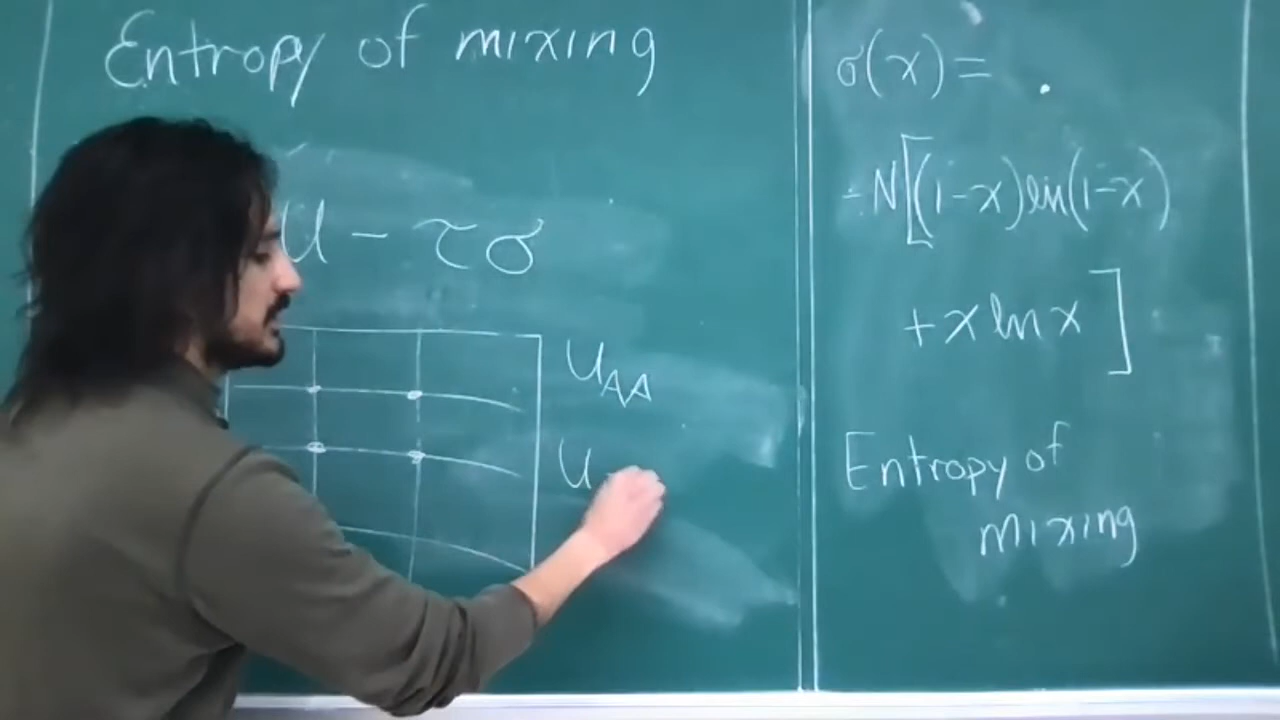 Entropy of mixing
U - τσ
U_AA
U
σ(x) =
- N[(1-x)ln(1-x)
+ x ln x]
Entropy of
mixing